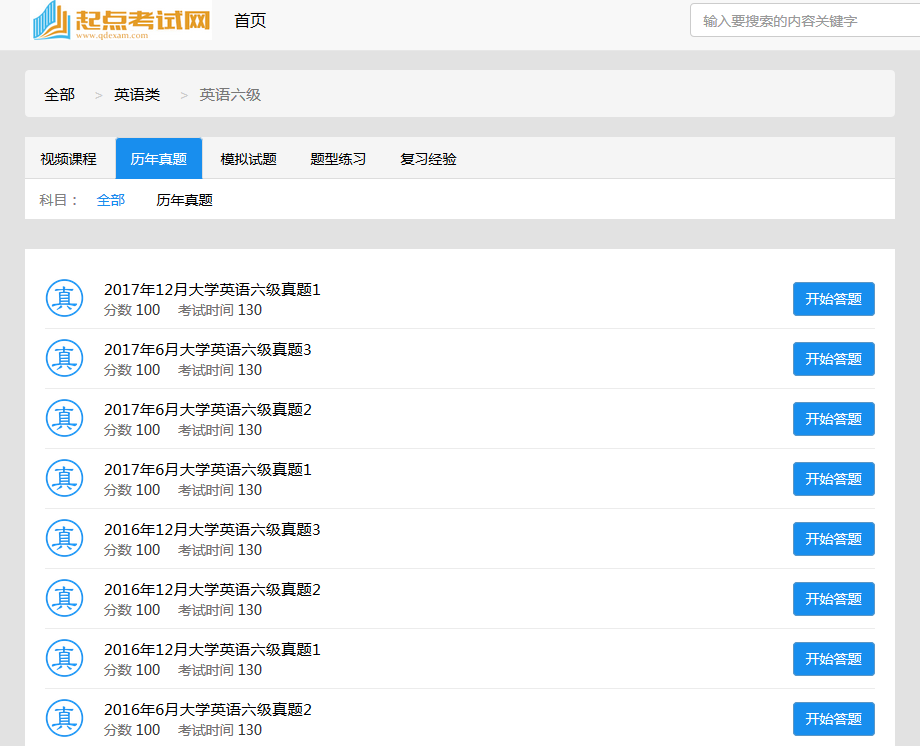 起点考试网 首页 输入要搜索的内容关键字
www.qdexam.com
全部 > 英语类 > 英语六级
视频课程 历年真题 模拟试题 题型练习 复习经验
科目： 全部 历年真题
真 2017年12月大学英语六级真题1 开始答题
分数 100 考试时间 130
真 2017年6月大学英语六级真题3 开始答题
分数 100 考试时间 130
真 2017年6月大学英语六级真题2 开始答题
分数 100 考试时间 130
真 2017年6月大学英语六级真题1 开始答题
分数 100 考试时间 130
真 2016年12月大学英语六级真题3 开始答题
分数 100 考试时间 130
真 2016年12月大学英语六级真题2 开始答题
分数 100 考试时间 130
真 2016年12月大学英语六级真题1 开始答题
分数 100 考试时间 130
真 2016年6月大学英语六级真题2 开始答题
分数 100 考试时间 130